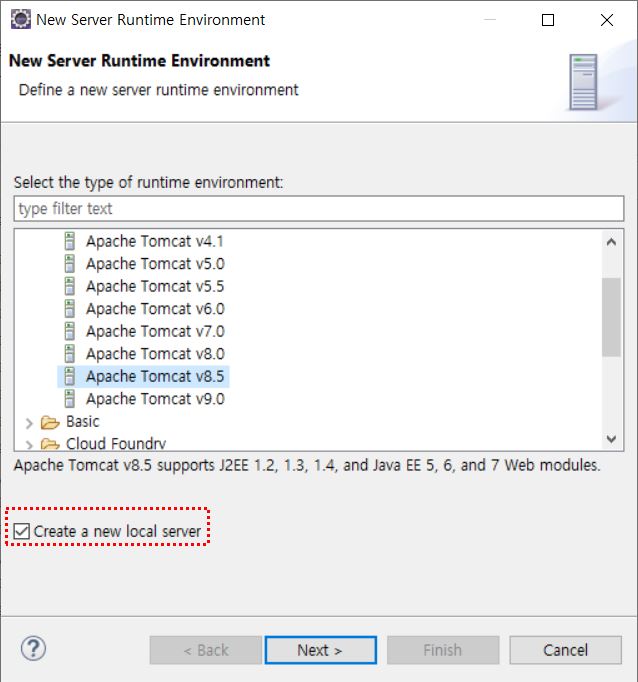 New Server Runtime Environment
New Server Runtime Environment
Define a new server runtime environment
Select the type of runtime environment:
type filter text
Apache Tomcat v4.1
Apache Tomcat v5.0
Apache Tomcat v5.5
Apache Tomcat v6.0
Apache Tomcat v7.0
Apache Tomcat v8.0
Apache Tomcat v8.5
Apache Tomcat v9.0
Basic
Cloud Foundry
Apache Tomcat v8.5 supports J2EE 1.2, 1.3, 1.4, and Java EE 5, 6, and 7 Web modules.
Create a new local server
? < Back Next > Finish Cancel